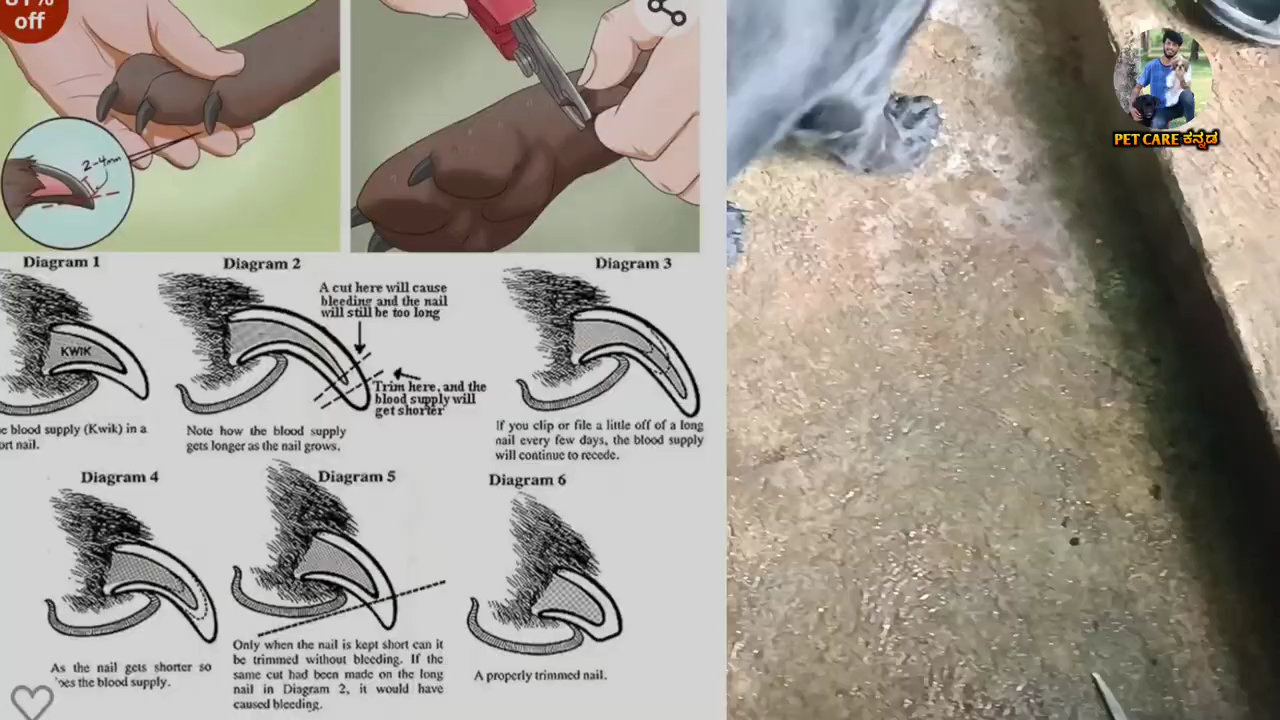 off
2-4mm
PET CARE ಕನ್ನಡ
Diagram 1
Diagram 2
Diagram 3
A cut here will cause
bleeding and the nail
will still be too long
KWIK
Trim here, and the
blood supply will
get shorter
blood supply (Kwik) in a
nail.
Note how the blood supply
gets longer as the nail grows.
If you clip or file a little off of a long
nail every few days, the blood supply
will continue to recede.
Diagram 4
Diagram 5
Diagram 6
As the nail gets shorter so
the blood supply.
Only when the nail is kept short can it
be trimmed without bleeding. If the
same cut had been made on the long
nail in Diagram 2, it would have
caused bleeding.
A properly trimmed nail.